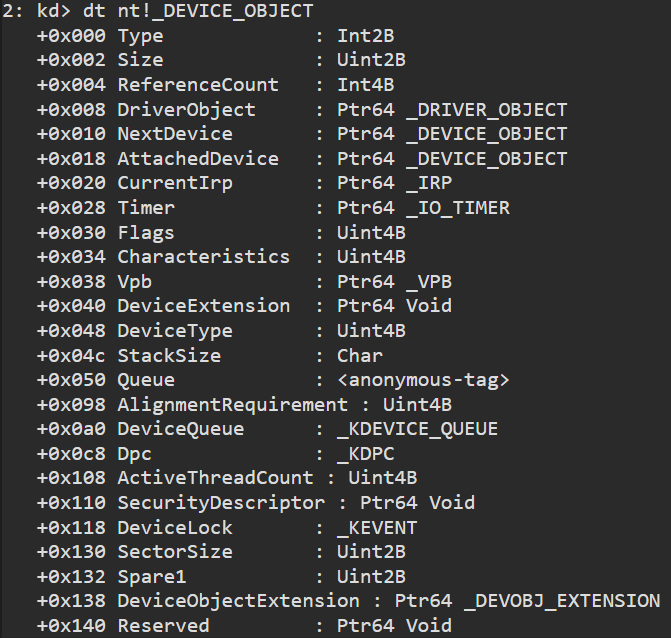 2: kd> dt nt!_DEVICE_OBJECT
   +0x000 Type             : Int2B
   +0x002 Size             : Uint2B
   +0x004 ReferenceCount   : Int4B
   +0x008 DriverObject     : Ptr64 _DRIVER_OBJECT
   +0x010 NextDevice       : Ptr64 _DEVICE_OBJECT
   +0x018 AttachedDevice   : Ptr64 _DEVICE_OBJECT
   +0x020 CurrentIrp       : Ptr64 _IRP
   +0x028 Timer            : Ptr64 _IO_TIMER
   +0x030 Flags            : Uint4B
   +0x034 Characteristics  : Uint4B
   +0x038 Vpb              : Ptr64 _VPB
   +0x040 DeviceExtension  : Ptr64 Void
   +0x048 DeviceType       : Uint4B
   +0x04c StackSize        : Char
   +0x050 Queue            : <anonymous-tag>
   +0x098 AlignmentRequirement : Uint4B
   +0x0a0 DeviceQueue      : _KDEVICE_QUEUE
   +0x0c8 Dpc              : _KDPC
   +0x108 ActiveThreadCount : Uint4B
   +0x110 SecurityDescriptor : Ptr64 Void
   +0x118 DeviceLock       : _KEVENT
   +0x130 SectorSize       : Uint2B
   +0x132 Spare1           : Uint2B
   +0x138 DeviceObjectExtension : Ptr64 _DEVOBJ_EXTENSION
   +0x140 Reserved         : Ptr64 Void